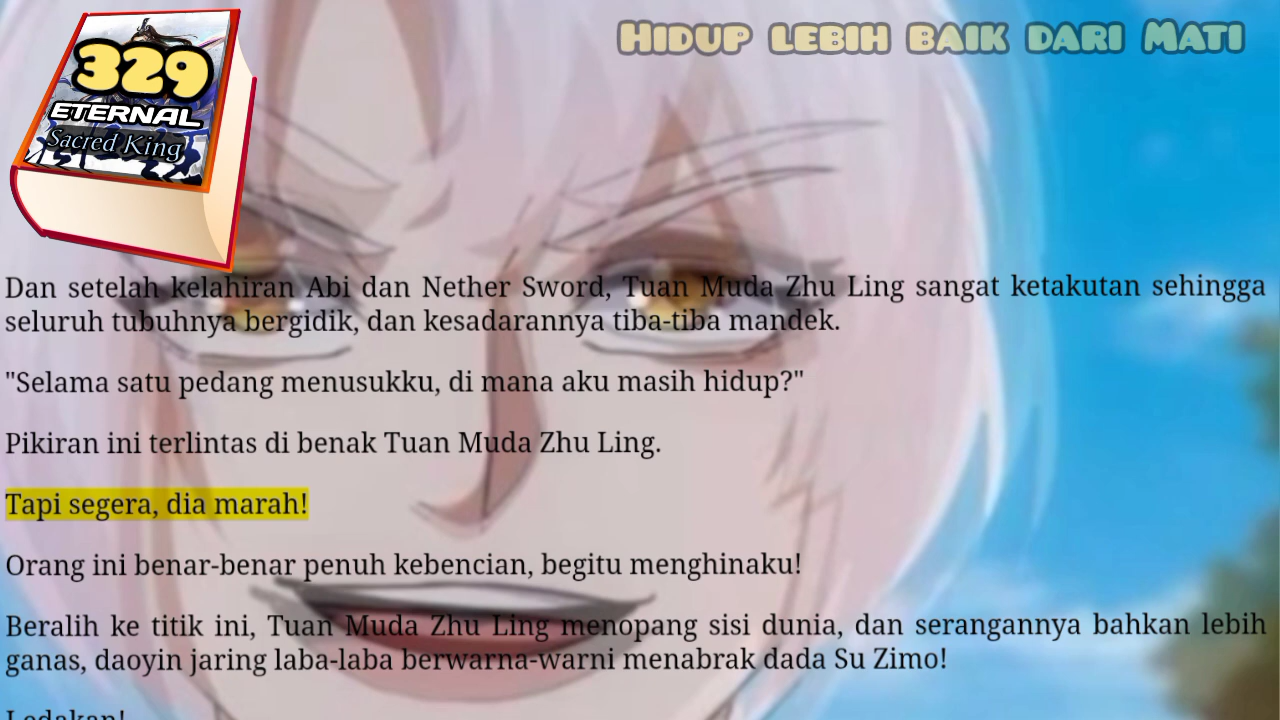 Hidup lebih baik dari Mati
329
ETERNAL
Sacred King
Dan setelah kelahiran Abi dan Nether Sword, Tuan Muda Zhu Ling sangat ketakutan sehingga
seluruh tubuhnya bergidik, dan kesadarannya tiba-tiba mandek.
"Selama satu pedang menusukku, di mana aku masih hidup?"
Pikiran ini terlintas di benak Tuan Muda Zhu Ling.
Tapi segera, dia marah!
Orang ini benar-benar penuh kebencian, begitu menghinaku!
Beralih ke titik ini, Tuan Muda Zhu Ling menopang sisi dunia, dan serangannya bahkan lebih
ganas, daoyin jaring laba-laba berwarna-warni menabrak dada Su Zimo!
Ledakan!